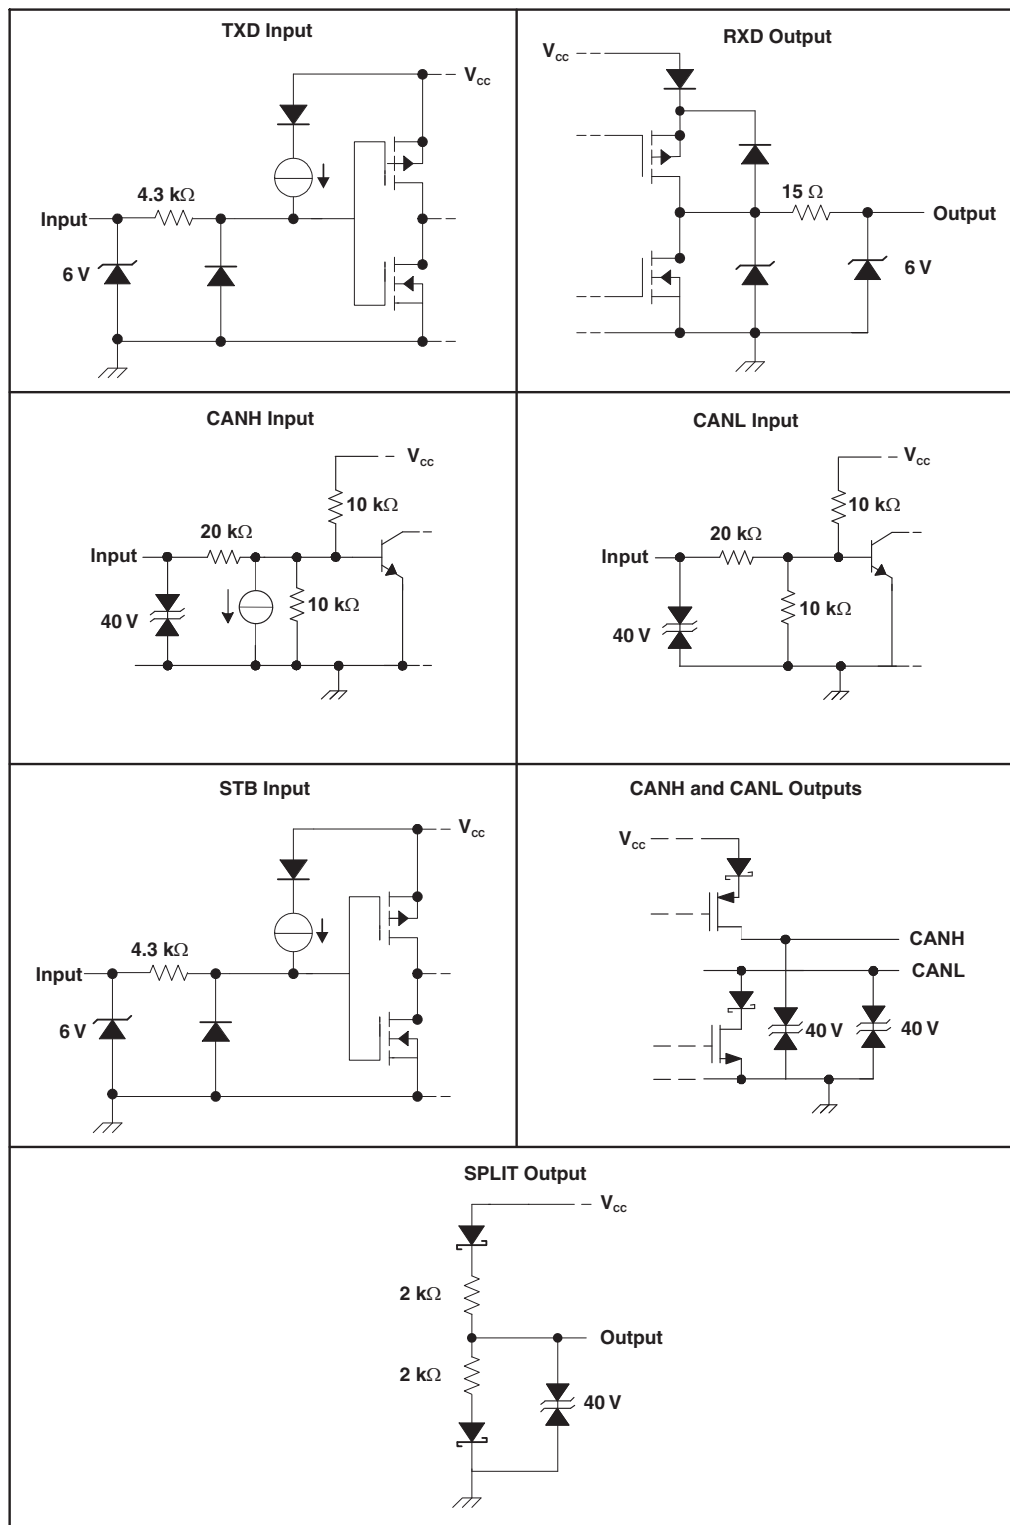 TXD Input
V_CC
4.3 kΩ
Input
6 V
RXD Output
V_CC
15 Ω
Output
6 V
CANH Input
V_CC
10 kΩ
20 kΩ
Input
10 kΩ
40 V
CANL Input
V_CC
10 kΩ
20 kΩ
Input
10 kΩ
40 V
STB Input
V_CC
4.3 kΩ
Input
6 V
CANH and CANL Outputs
V_CC
CANH
CANL
40 V
40 V
SPLIT Output
V_CC
2 kΩ
Output
2 kΩ
40 V